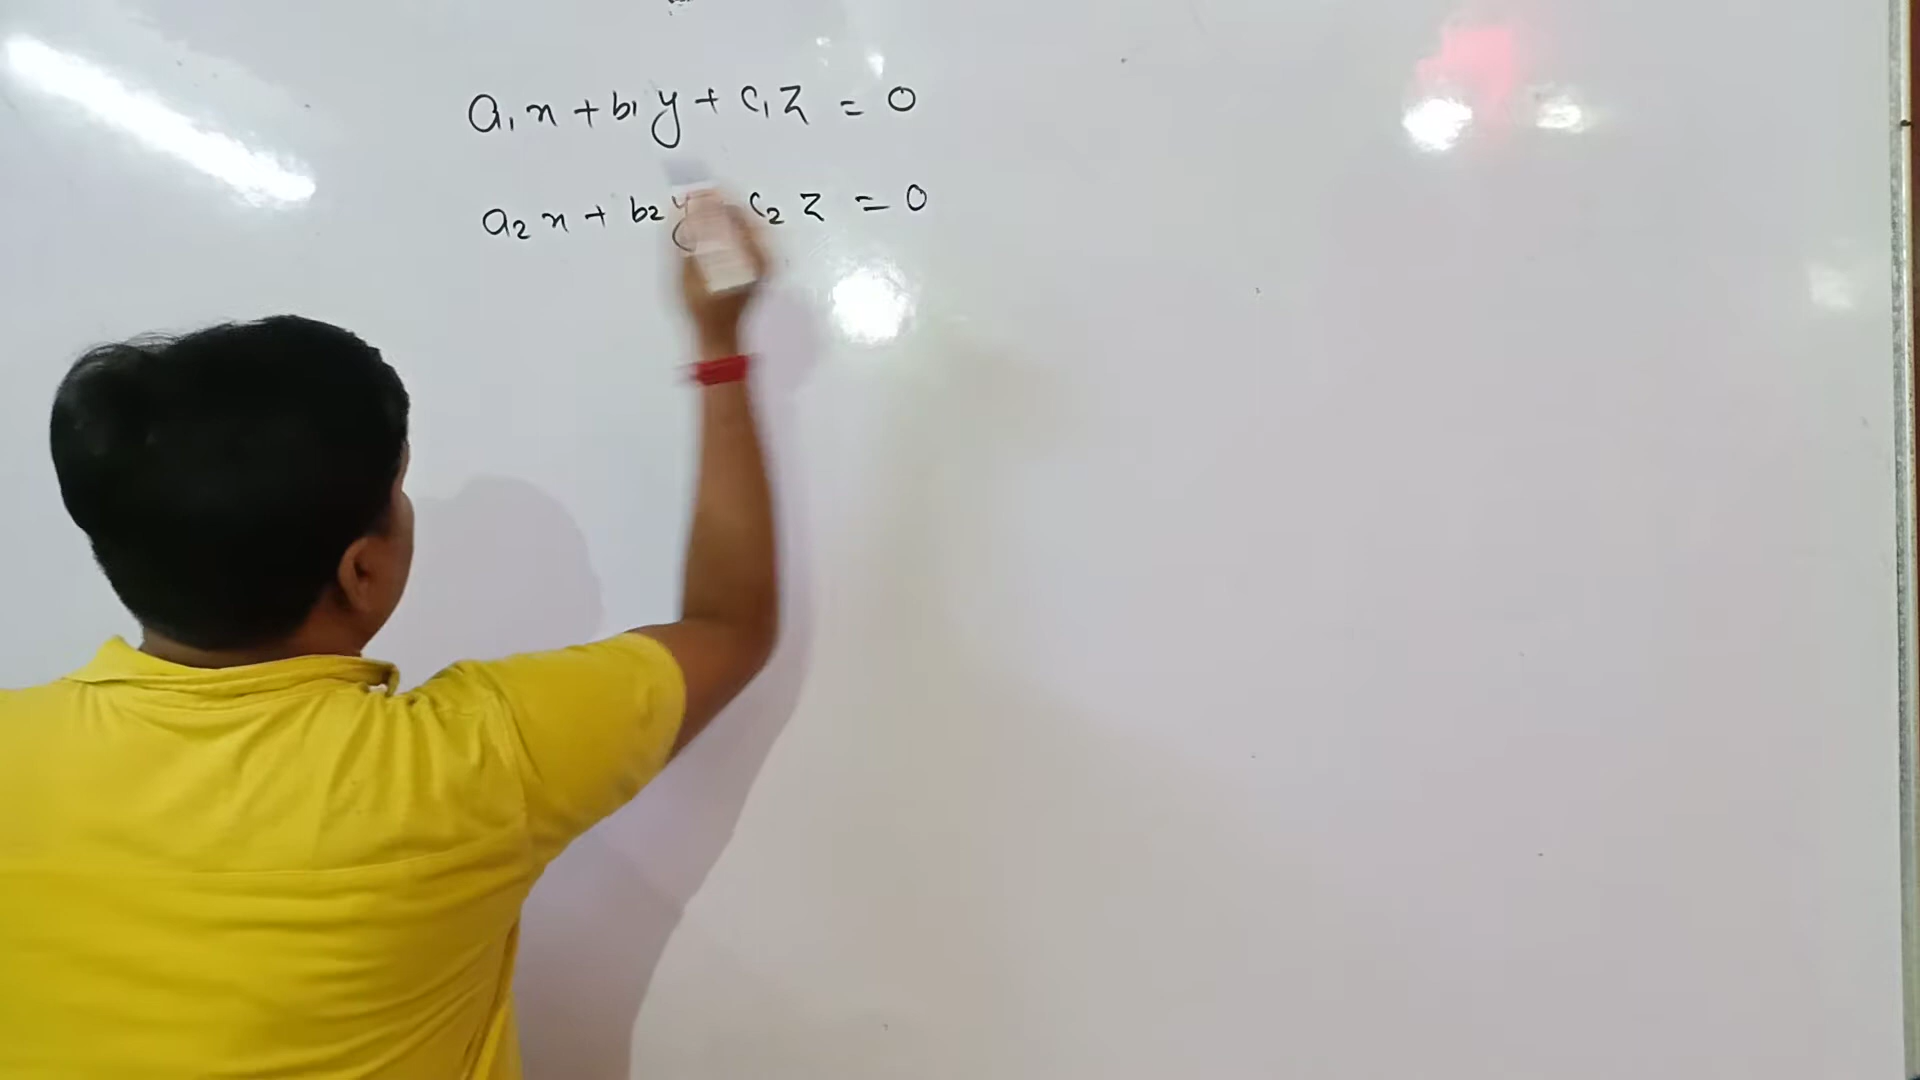 a₁x + b₁y + c₁z = 0
a₂x + b₂y c₂z = 0